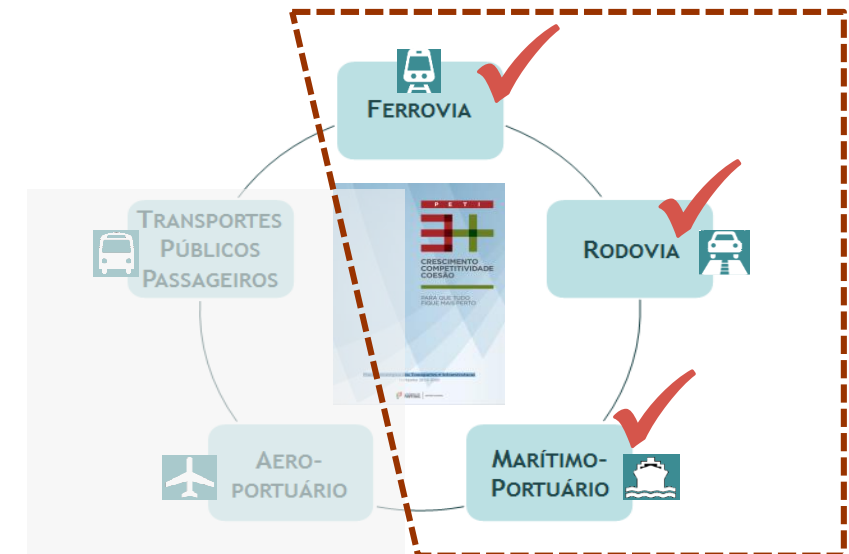 FERROVIA
TRANSPORTES
PÚBLICOS
PASSAGEIROS
PETI
3+
CRESCIMENTO
COMPETITIVIDADE
COESÃO
PARA QUE TUDO
FIQUE MAIS PERTO
RODOVIA
AERO-
PORTUÁRIO
MARÍTIMO-
PORTUÁRIO